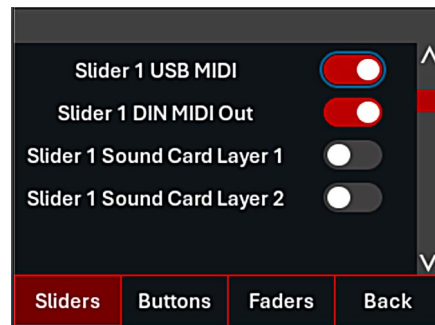 Slider 1 USB MIDI
Slider 1 DIN MIDI Out
Slider 1 Sound Card Layer 1
Slider 1 Sound Card Layer 2
Sliders Buttons Faders Back